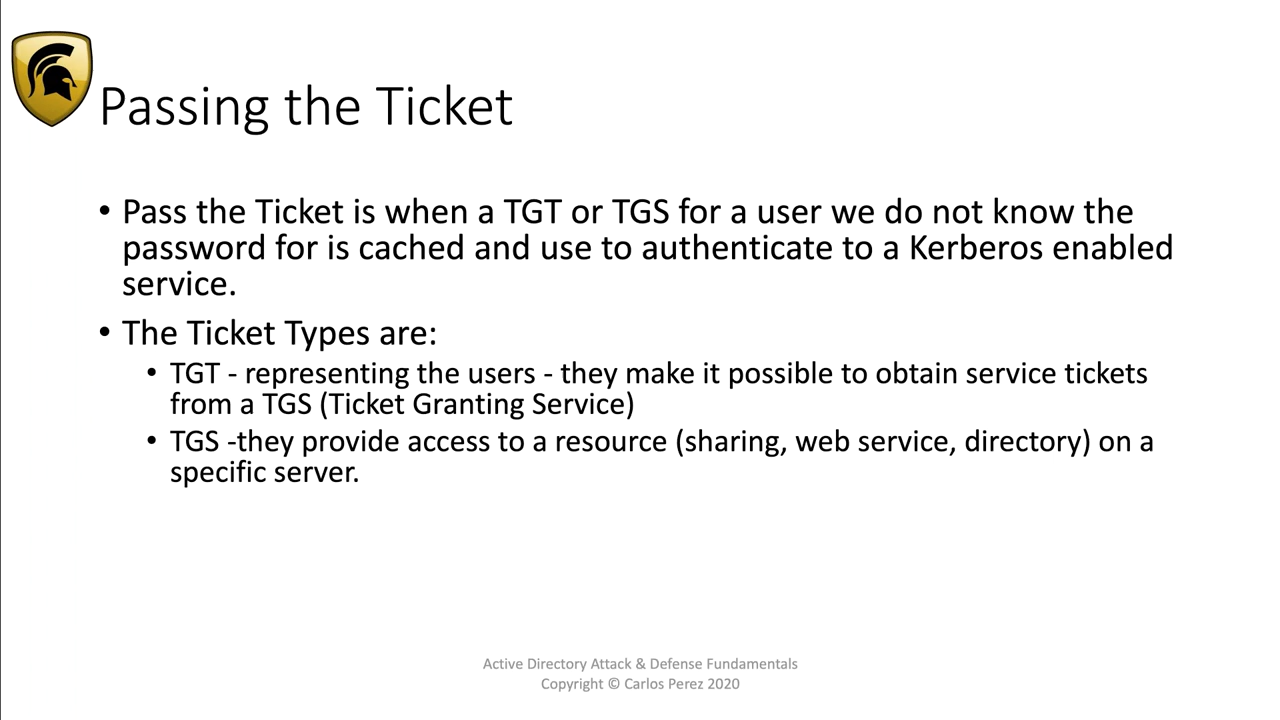 Passing the Ticket
• Pass the Ticket is when a TGT or TGS for a user we do not know the
password for is cached and use to authenticate to a Kerberos enabled
service.
• The Ticket Types are:
• TGT - representing the users - they make it possible to obtain service tickets
from a TGS (Ticket Granting Service)
• TGS -they provide access to a resource (sharing, web service, directory) on a
specific server.
Active Directory Attack & Defense Fundamentals
Copyright © Carlos Perez 2020